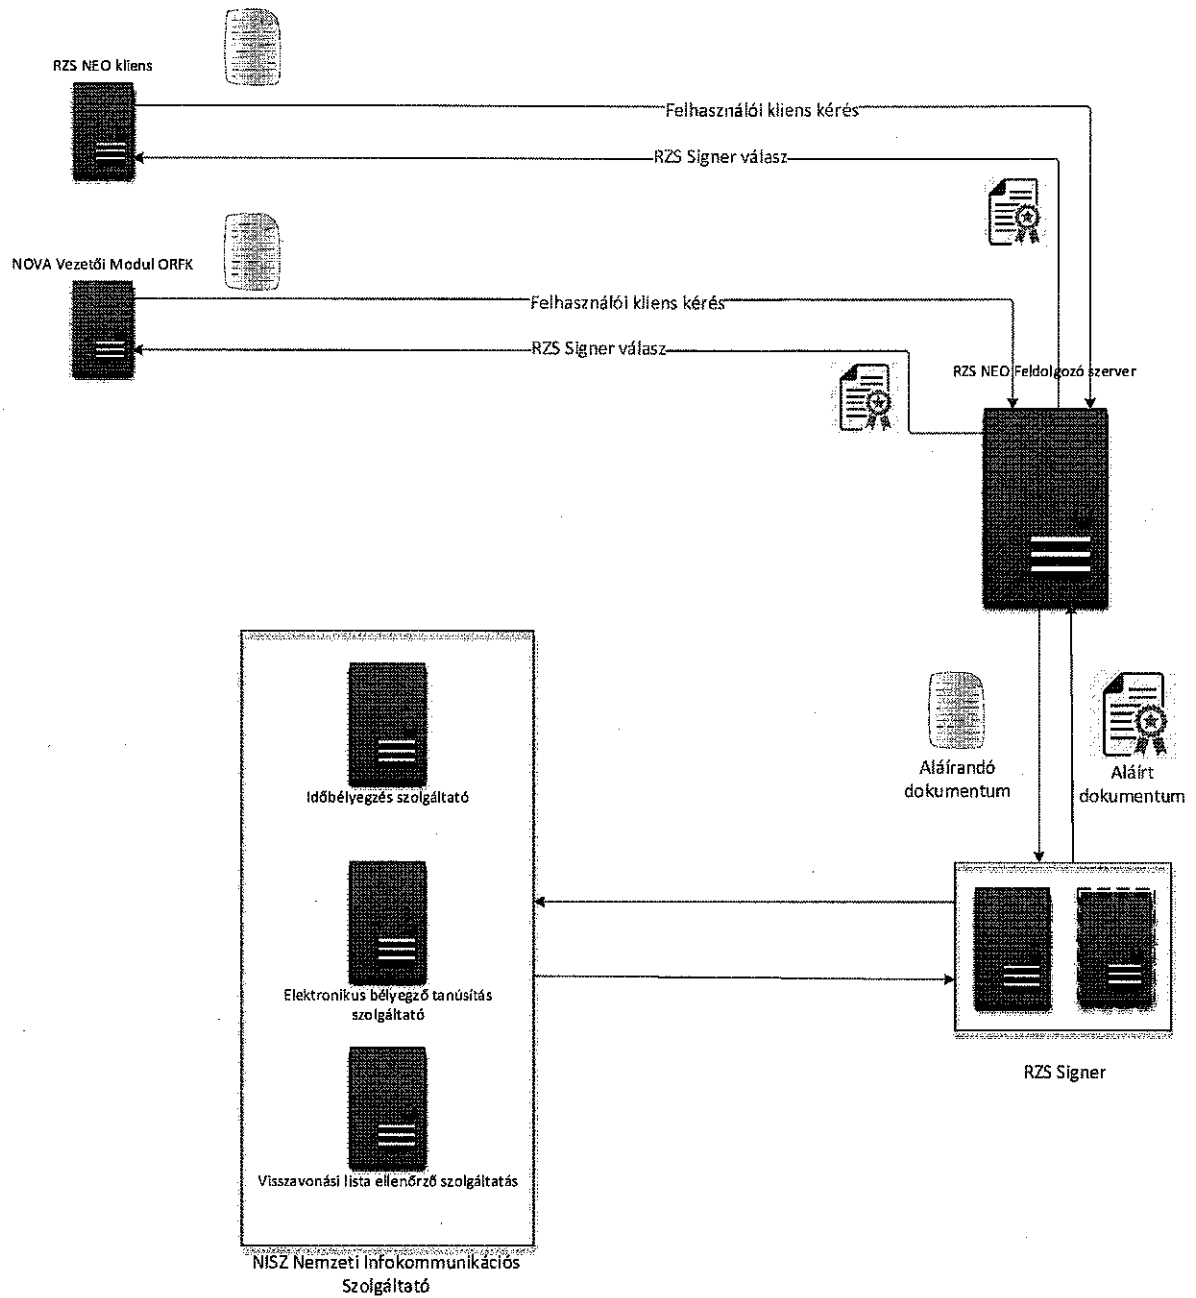 RZS NEO kliens
Felhasználói kliens kérés
RZS Signer válasz
NOVA Vezetői Modul ORFK
Felhasználói kliens kérés
RZS Signer válasz
RZS NEO Feldolgozó szerver
Aláírandó
dokumentum
Aláírt
dokumentum
Időbélyegzés szolgáltató
Elektronikus bélyegző tanúsítás
szolgáltató
RZS Signer
Visszavonási lista ellenőrző szolgáltatás
NISZ Nemzeti Infokommunikációs
Szolgáltató